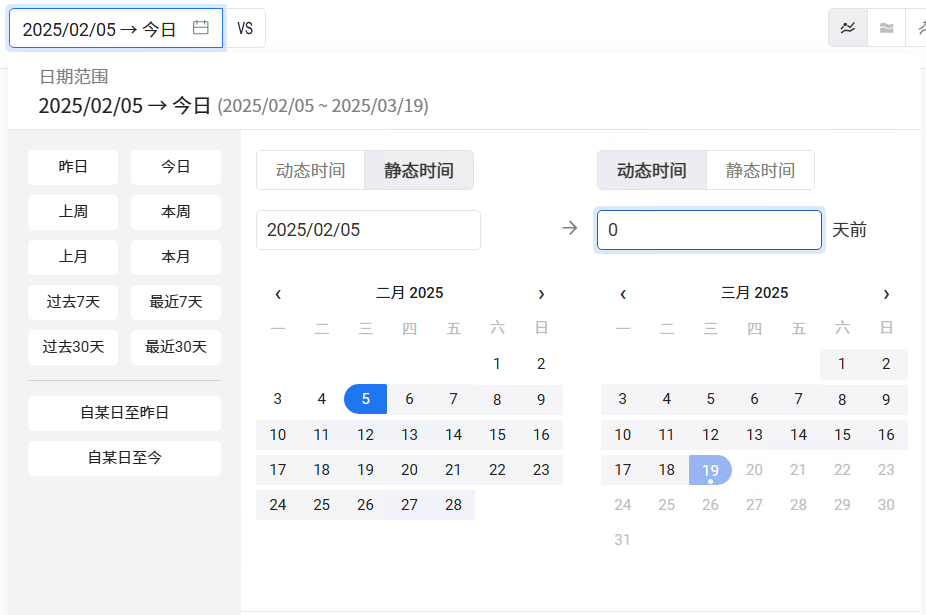 2025/02/05 → 今日 VS
日期范围
2025/02/05 → 今日 (2025/02/05 ~ 2025/03/19)
昨日 今日
上周 本周
上月 本月
过去7天 最近7天
过去30天 最近30天
自某日至昨日
自某日至今
动态时间 静态时间
2025/02/05
→
动态时间 静态时间
0 天前
‹ 二月 2025 ›
一 二 三 四 五 六 日
1 2
3 4 5 6 7 8 9
10 11 12 13 14 15 16
17 18 19 20 21 22 23
24 25 26 27 28
‹ 三月 2025 ›
一 二 三 四 五 六 日
1 2
3 4 5 6 7 8 9
10 11 12 13 14 15 16
17 18 19 20 21 22 23
24 25 26 27 28 29 30
31